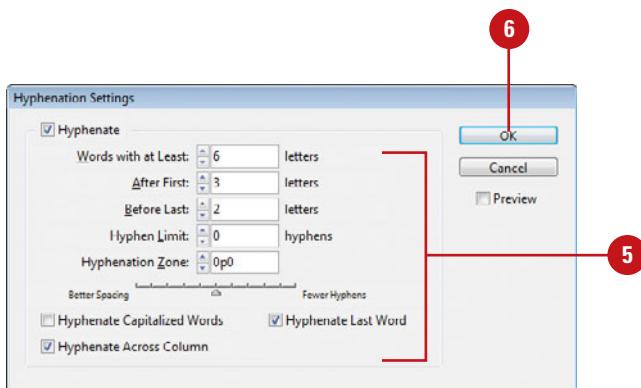 6
Hyphenation Settings
Hyphenate
OK
Words with at Least: 6 letters
Cancel
After First: 3 letters
Preview
Before Last: 2 letters
Hyphen Limit: 0 hyphens
5
Hyphenation Zone: 0p0
Better Spacing Fewer Hyphens
Hyphenate Capitalized Words Hyphenate Last Word
Hyphenate Across Column